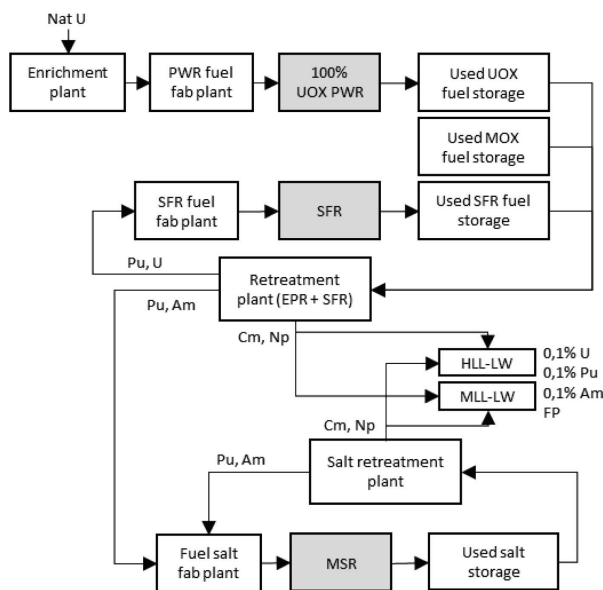 Nat U
Enrichment
plant
PWR fuel
fab plant
100%
UOX PWR
Used UOX
fuel storage
Used MOX
fuel storage
SFR fuel
fab plant
SFR
Used SFR fuel
storage
Pu, U
Retreatment
plant (EPR + SFR)
Pu, Am
Cm, Np
HLL-LW
0,1% U
0,1% Pu
MLL-LW
0,1% Am
FP
Cm, Np
Pu, Am
Salt retreatment
plant
Fuel salt
fab plant
MSR
Used salt
storage